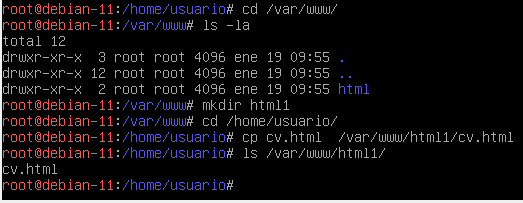 root@debian-11:/home/usuario# cd /var/www/
root@debian-11:/var/www# ls -la
total 12
drwxr-xr-x  3 root root 4096 ene 19 09:55 .
drwxr-xr-x 12 root root 4096 ene 19 09:55 ..
drwxr-xr-x  2 root root 4096 ene 19 09:55 html
root@debian-11:/var/www# mkdir html1
root@debian-11:/var/www# cd /home/usuario/
root@debian-11:/home/usuario# cp cv.html  /var/www/html1/cv.html
root@debian-11:/home/usuario# ls /var/www/html1/
cv.html
root@debian-11:/home/usuario#